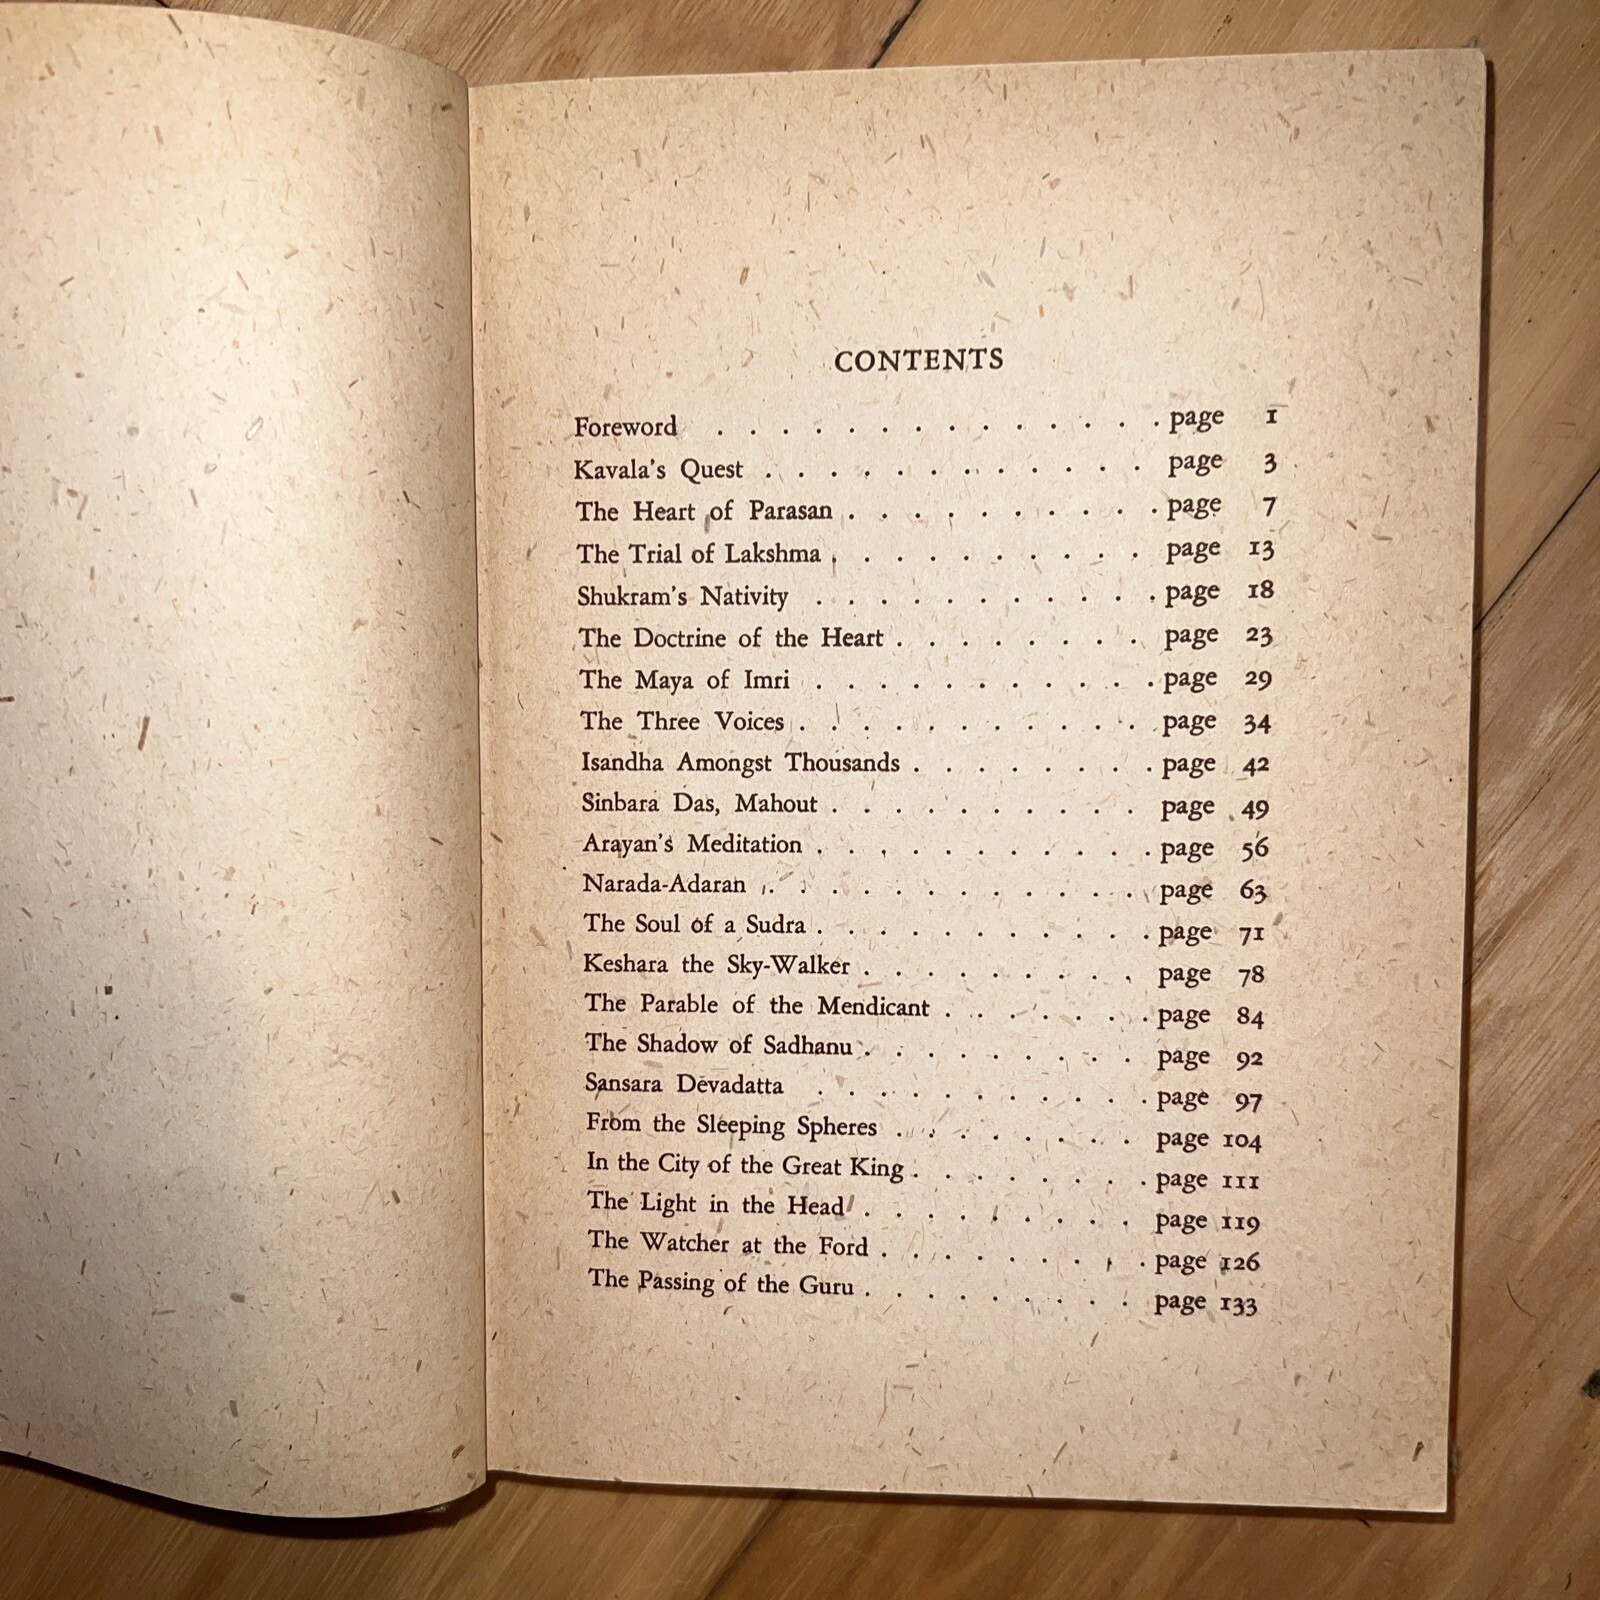 CONTENTS
Foreword . . . . . . . . . . . . . . page 1
Kavala's Quest . . . . . . . . . . . . page 3
The Heart of Parasan . . . . . . . . . . page 7
The Trial of Lakshma . . . . . . . . . . page 13
Shukram's Nativity . . . . . . . . . . . page 18
The Doctrine of the Heart . . . . . . . . page 23
The Maya of Imri . . . . . . . . . . . page 29
The Three Voices . . . . . . . . . . . page 34
Isandha Amongst Thousands . . . . . . . . page 42
Sinbara Das, Mahout . . . . . . . . . . page 49
Arayan's Meditation . . . . . . . . . . . page 56
Narada-Adaran . . . . . . . . . . . . page 63
The Soul of a Sudra . . . . . . . . . . . page 71
Keshara the Sky-Walker . . . . . . . . . page 78
The Parable of the Mendicant . . . . . . . page 84
The Shadow of Sadhanu . . . . . . . . . page 92
Sansara Devadatta . . . . . . . . . . . page 97
From the Sleeping Spheres . . . . . . . . page 104
In the City of the Great King . . . . . . . . page 111
The Light in the Head . . . . . . . . . page 119
The Watcher at the Ford . . . . . . . . . page 126
The Passing of the Guru . . . . . . . . . page 133